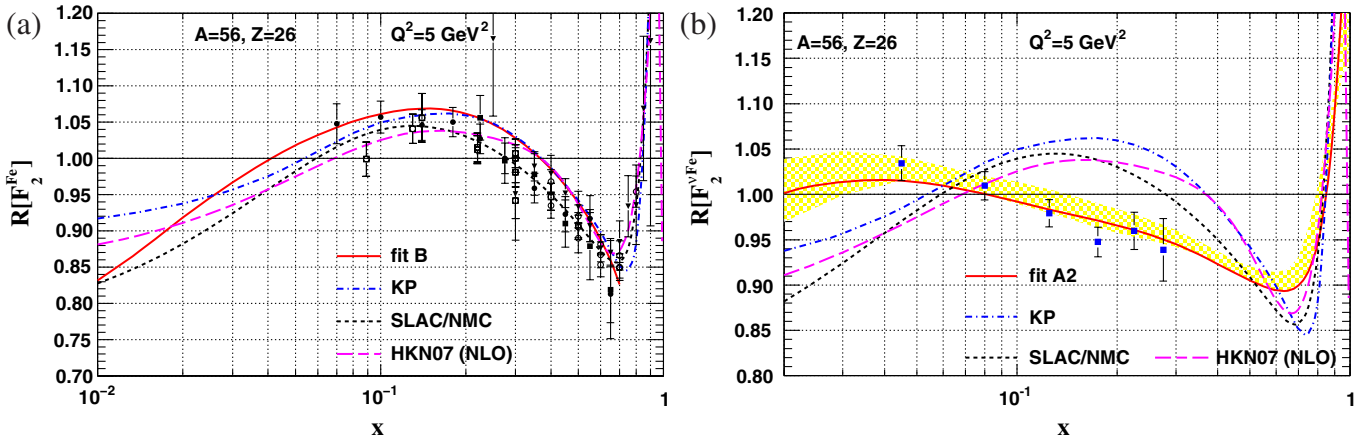 (a)
A=56, Z=26
Q²=5 GeV²
R[F₂^Fe]
1.20
1.15
1.10
1.05
1.00
0.95
0.90
0.85
0.80
0.75
0.70
fit B
KP
SLAC/NMC
HKN07 (NLO)
10⁻²
10⁻¹
1
x
(b)
A=56, Z=26
Q²=5 GeV²
R[F₂^νFe]
1.20
1.15
1.10
1.05
1.00
0.95
0.90
0.85
0.80
fit A2
KP
SLAC/NMC
HKN07 (NLO)
10⁻¹
1
x